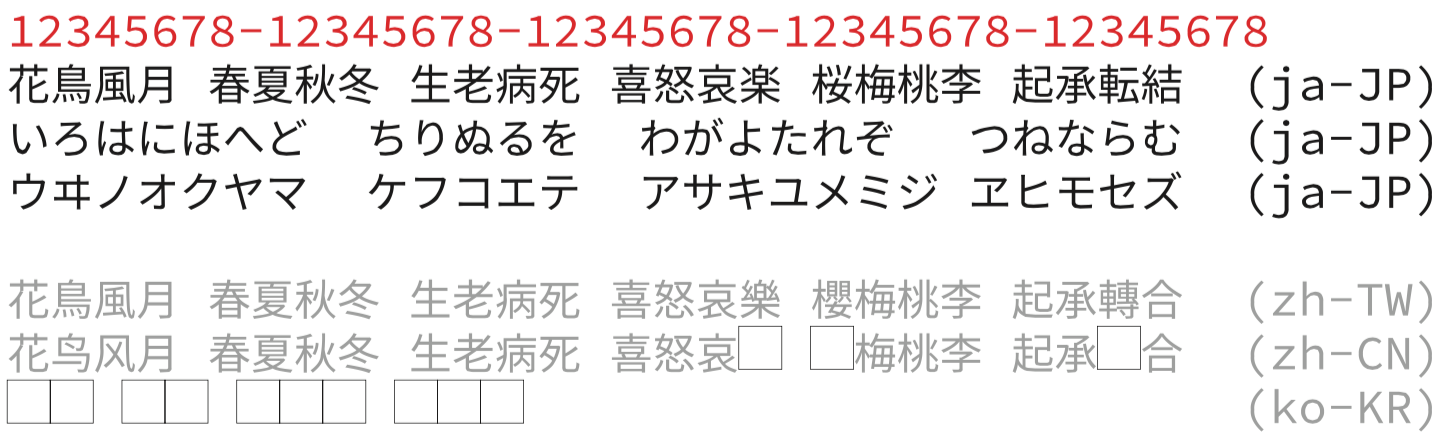 12345678-12345678-12345678-12345678-12345678
花鳥風月 春夏秋冬 生老病死 喜怒哀楽 桜梅桃李 起承転結 (ja-JP)
いろはにほへど ちりぬるを わがよたれぞ つねならむ (ja-JP)
ウヰノオクヤマ ケフコエテ アサキユメミジ ヱヒモセズ (ja-JP)
花鳥風月 春夏秋冬 生老病死 喜怒哀樂 櫻梅桃李 起承轉合 (zh-TW)
花鸟风月 春夏秋冬 生老病死 喜怒哀□ □梅桃李 起承□合 (zh-CN)
□□ □□ □□□ □□□ (ko-KR)